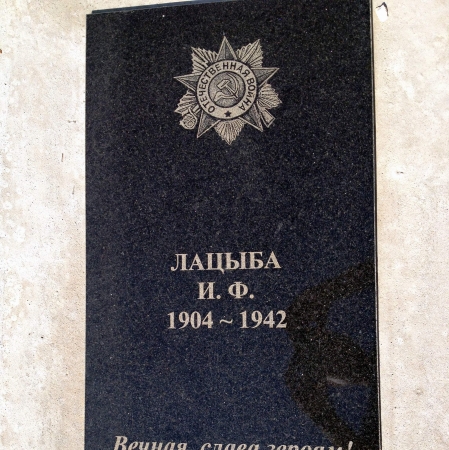 ОТЕЧЕСТВЕННАЯ ВОЙНА
ЛАЦЫБА
И. Ф.
1904 ~ 1942
Вечная слава героям!